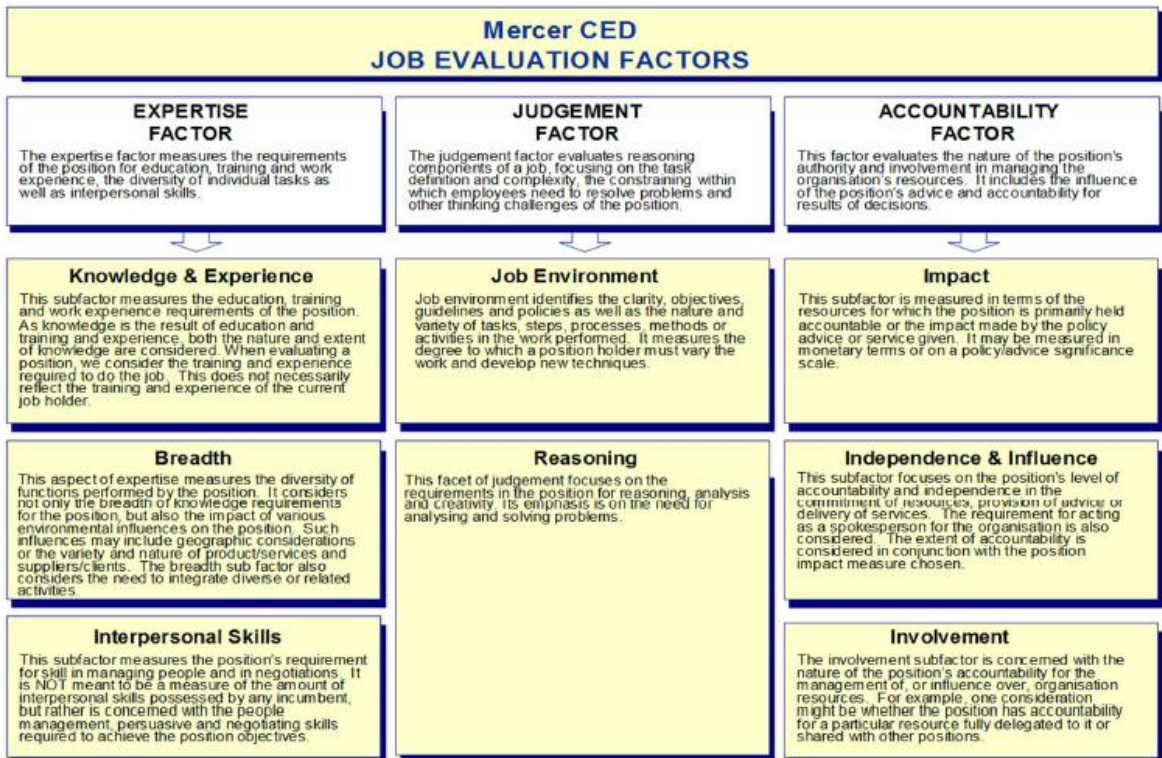 Mercer CED
JOB EVALUATION FACTORS
EXPERTISE
FACTOR
The expertise factor measures the requirements
of the position for education, training and work
experience, the diversity of individual tasks as
well as interpersonal skills.
JUDGEMENT
FACTOR
The judgement factor evaluates reasoning
components of a job, focusing on the task
definition and complexity, the constraining within
which employees need to resolve problems and
other thinking challenges of the position.
ACCOUNTABILITY
FACTOR
This factor evaluates the nature of the position's
authority and involvement in managing the
organisation's resources. It includes the influence
of the position's advice and accountability for
results of decisions.
Knowledge & Experience
This subfactor measures the education, training
and work experience requirements of the position.
As knowledge is the result of education and
training and experience, both the nature and extent
of knowledge are considered. When evaluating a
position, we consider the training and experience
required to do the job. This does not necessarily
reflect the training and experience of the current
job holder.
Job Environment
Job environment identifies the clarity, objectives,
guidelines and policies as well as the nature and
variety of tasks, steps, processes, methods or
activities in the work performed. It measures the
degree to which a position holder must vary the
work and develop new techniques.
Impact
This subfactor is measured in terms of the
resources for which the position is primarily held
accountable or the impact made by the policy
advice or service given. It may be measured in
monetary terms or on a policy/advice significance
scale.
Breadth
This aspect of expertise measures the diversity of
functions performed by the position. It considers
not only the breadth of knowledge requirements
for the position, but also the impact of various
environmental influences on the position. Such
influences may include geographic considerations
or the variety and nature of product/services and
suppliers/clients. The breadth sub factor also
considers the need to integrate diverse or related
activities.
Reasoning
This facet of judgement focuses on the
requirements in the position for reasoning, analysis
and creativity. Its emphasis is on the need for
analysing and solving problems.
Independence & Influence
This subfactor focuses on the position's level of
accountability and independence in the
commitment of resources, provision of advice or
delivery of services. The requirement for acting
as a spokesperson for the organisation is also
considered. The extent of accountability is
considered in conjunction with the position
impact measure chosen.
Interpersonal Skills
This subfactor measures the position's requirement
for skill in managing people and in negotiations. It
is NOT meant to be a measure of the amount of
interpersonal skills possessed by any incumbent,
but rather is concerned with the people
management, persuasive and negotiating skills
required to achieve the position objectives.
Involvement
The involvement subfactor is concerned with the
nature of the position's accountability for the
management of, or influence over, organisation
resources. For example, one consideration
might be whether the position has accountability
for a particular resource fully delegated to it or
shared with other positions.